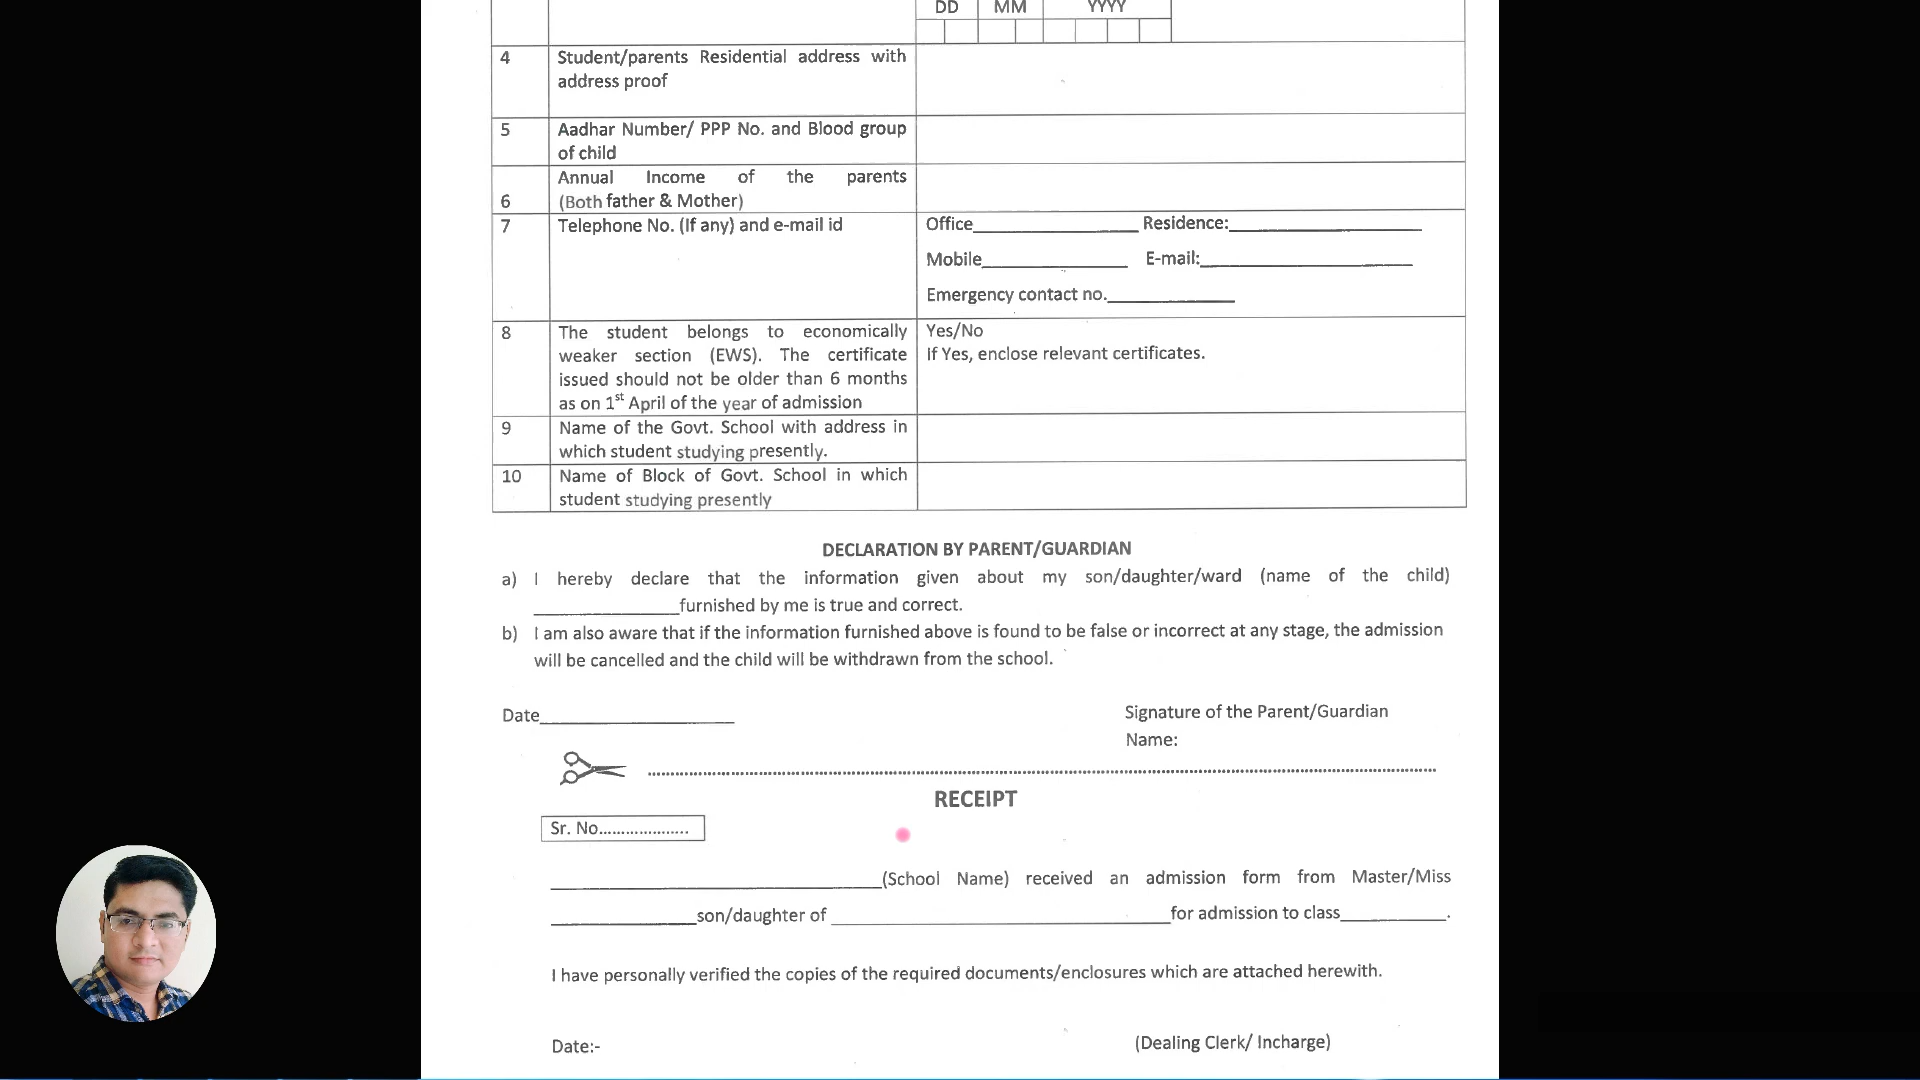 DD MM YYYY
4 Student/parents Residential address with
address proof
5 Aadhar Number/ PPP No. and Blood group
of child
Annual Income of the parents
6 (Both father & Mother)
7 Telephone No. (If any) and e-mail id Office_______________ Residence:_________________
Mobile_____________ E-mail:___________________
Emergency contact no.___________
8 The student belongs to economically Yes/No
weaker section (EWS). The certificate If Yes, enclose relevant certificates.
issued should not be older than 6 months
as on 1st April of the year of admission
9 Name of the Govt. School with address in
which student studying presently.
10 Name of Block of Govt. School in which
student studying presently
DECLARATION BY PARENT/GUARDIAN
a) I hereby declare that the information given about my son/daughter/ward (name of the child)
_____________furnished by me is true and correct.
b) I am also aware that if the information furnished above is found to be false or incorrect at any stage, the admission
will be cancelled and the child will be withdrawn from the school.
Date__________________ Signature of the Parent/Guardian
Name:
RECEIPT
Sr. No.....................
______________________________(School Name) received an admission form from Master/Miss
_____________son/daughter of ______________________________for admission to class__________.
I have personally verified the copies of the required documents/enclosures which are attached herewith.
Date:- (Dealing Clerk/ Incharge)